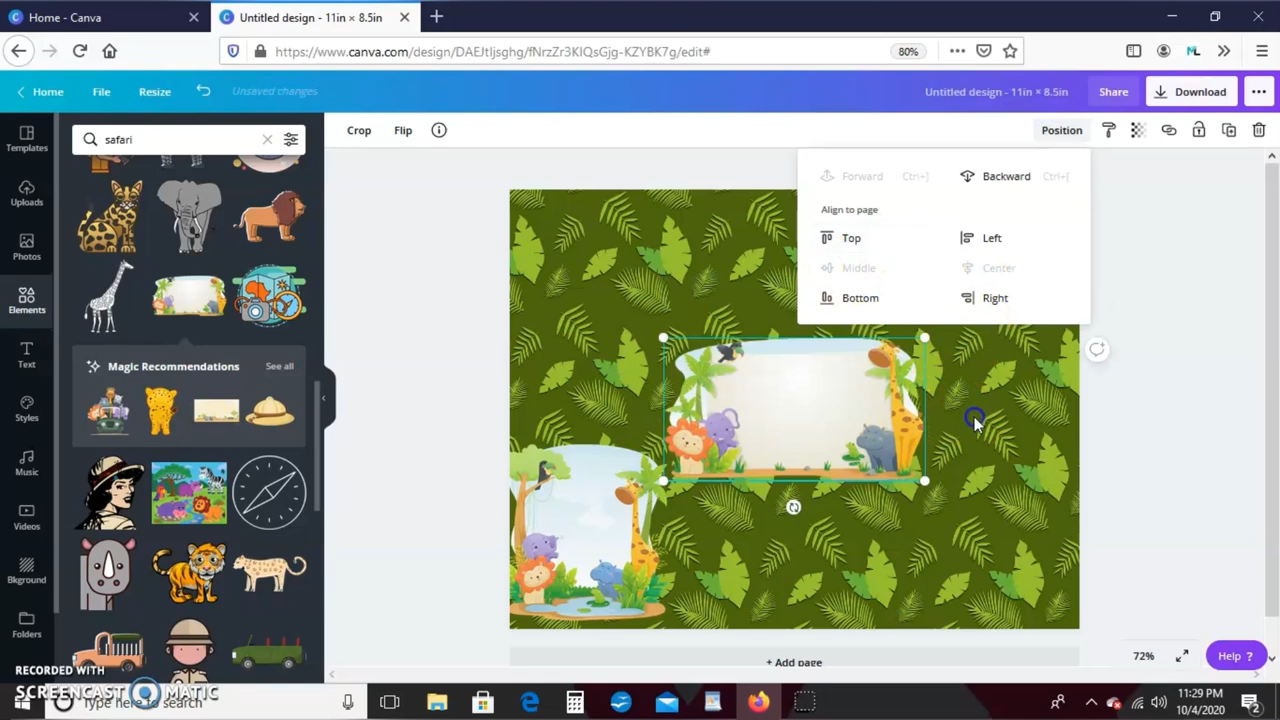 Home - Canva
Untitled design - 11in × 8.5in
https://www.canva.com/design/DAEJtIjsghg/fNrzZr3KIQsGjg-KZYBK7g/edit#
80%
Home
File
Resize
Unsaved changes
Untitled design - 11in × 8.5in
Share
Download
Templates
Uploads
Photos
Elements
Text
Styles
Music
Videos
Bkground
Folders
safari
Magic Recommendations
See all
Crop
Flip
Position
Forward Ctrl+]
Backward Ctrl+[
Align to page
Top
Left
Middle
Center
Bottom
Right
+ Add page
72%
Help ?
RECORDED WITH
SCREENCAST MATIC
Type here to search
11:29 PM
10/4/2020
2